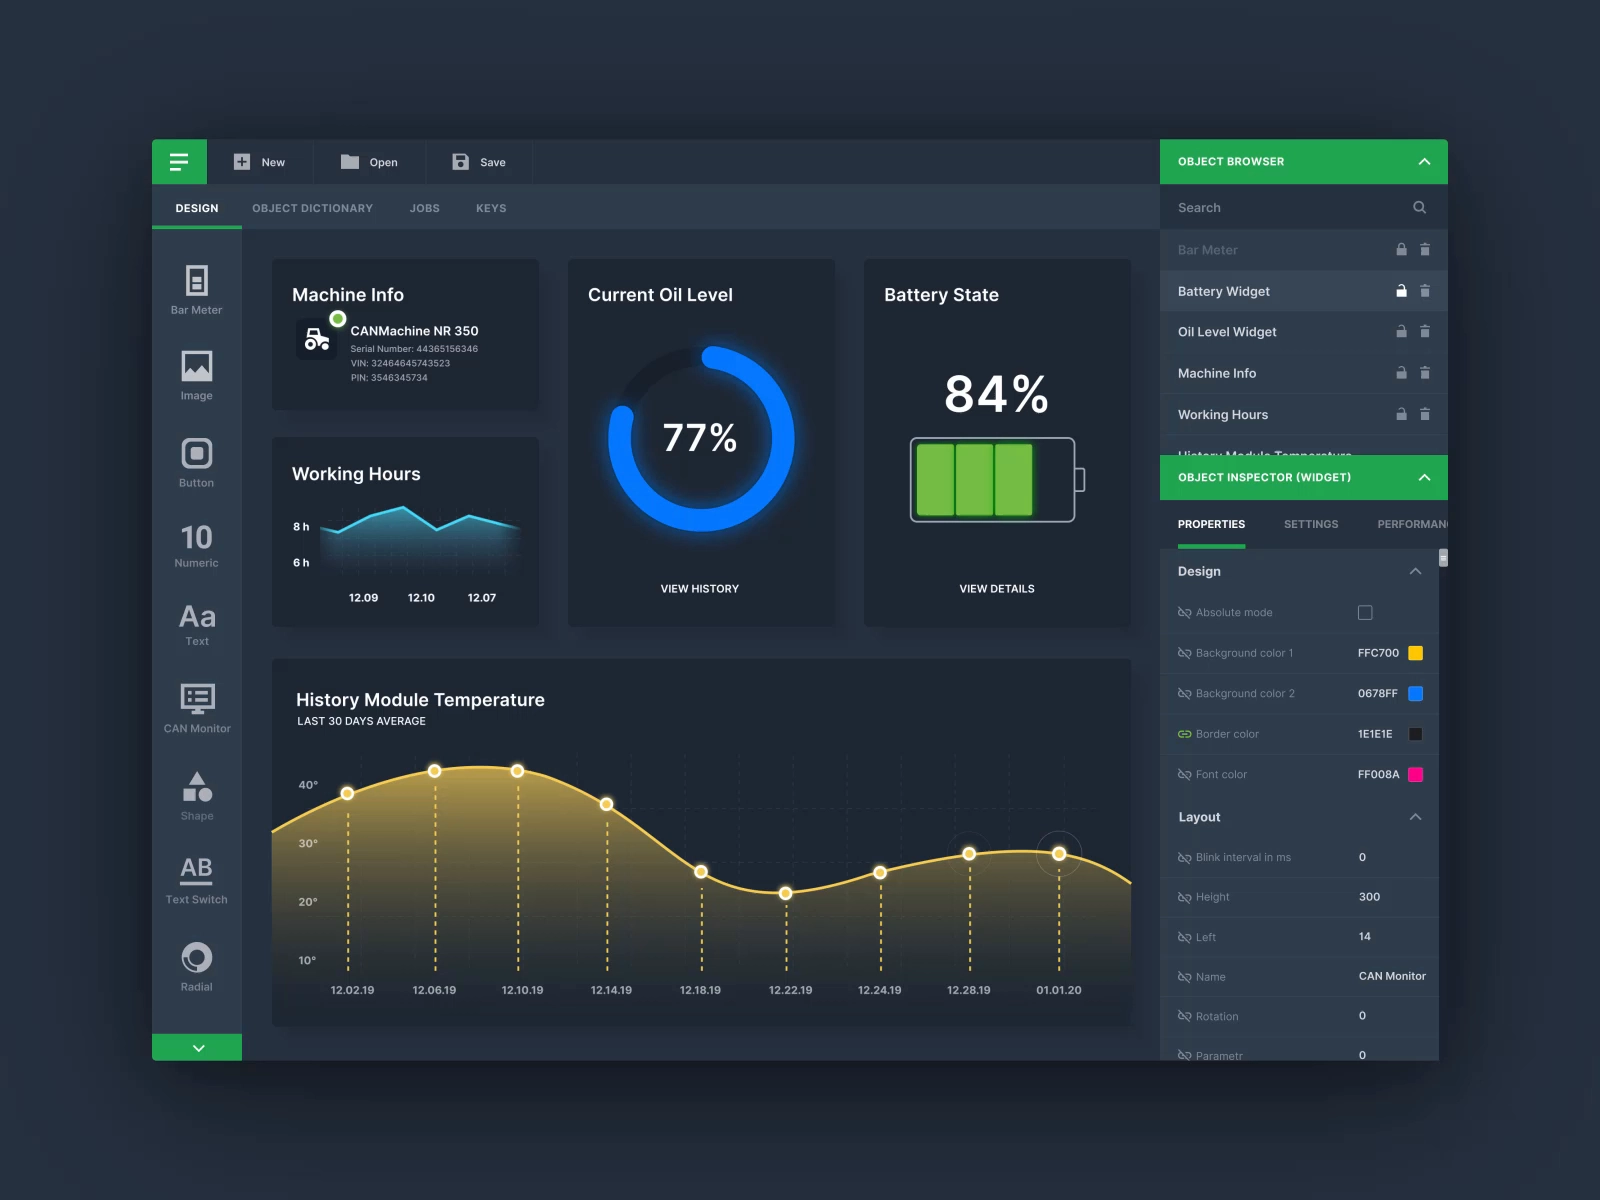 New
Open
Save
OBJECT BROWSER
DESIGN
OBJECT DICTIONARY
JOBS
KEYS
Search
Bar Meter
Battery Widget
Oil Level Widget
Machine Info
Working Hours
History Module Temperature
Bar Meter
Image
Button
10
Numeric
Aa
Text
CAN Monitor
Shape
AB
Text Switch
Radial
Machine Info
CANMachine NR 350
Serial Number: 44365156346
VIN: 32464645743523
PIN: 3546345734
Working Hours
8 h
6 h
12.09 12.10 12.07
Current Oil Level
77%
VIEW HISTORY
Battery State
84%
VIEW DETAILS
History Module Temperature
LAST 30 DAYS AVERAGE
40°
30°
20°
10°
12.02.19 12.06.19 12.10.19 12.14.19 12.18.19 12.22.19 12.24.19 12.28.19 01.01.20
OBJECT INSPECTOR (WIDGET)
PROPERTIES SETTINGS PERFORMAN
Design
Absolute mode
Background color 1 FFC700
Background color 2 0678FF
Border color 1E1E1E
Font color FF008A
Layout
Blink interval in ms 0
Height 300
Left 14
Name CAN Monitor
Rotation 0
Parametr 0